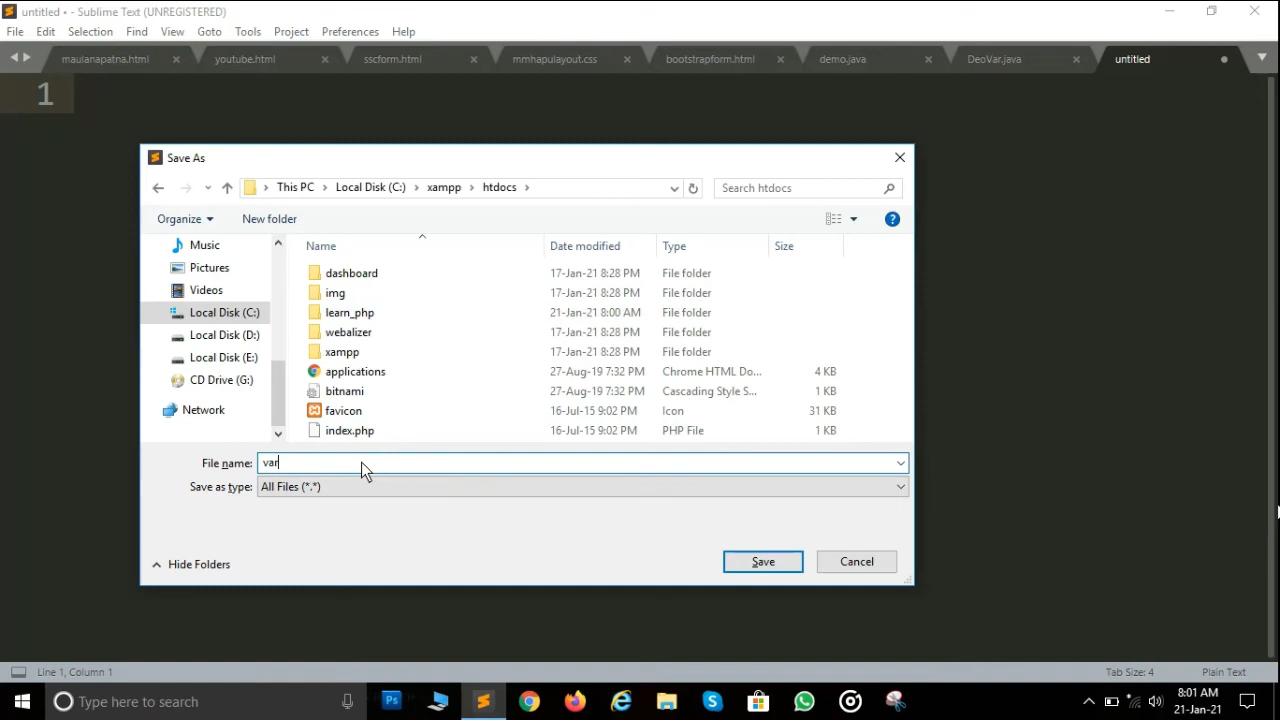 untitled • - Sublime Text (UNREGISTERED)
File Edit Selection Find View Goto Tools Project Preferences Help
maulanapatna.html youtube.html sscform.html mmhapulayout.css bootstrapform.html demo.java DeoVar.java untitled
1
Save As
This PC Local Disk (C:) xampp htdocs Search htdocs
Organize New folder
Name Date modified Type Size
Music
Pictures
Videos
Local Disk (C:)
Local Disk (D:)
Local Disk (E:)
CD Drive (G:)
Network
dashboard 17-Jan-21 8:28 PM File folder
img 17-Jan-21 8:28 PM File folder
learn_php 21-Jan-21 8:00 AM File folder
webalizer 17-Jan-21 8:28 PM File folder
xampp 17-Jan-21 8:28 PM File folder
applications 27-Aug-19 7:32 PM Chrome HTML Do... 4 KB
bitnami 27-Aug-19 7:32 PM Cascading Style S... 1 KB
favicon 16-Jul-15 9:02 PM Icon 31 KB
index.php 16-Jul-15 9:02 PM PHP File 1 KB
File name: var
Save as type: All Files (*.*)
Hide Folders Save Cancel
Line 1, Column 1 Tab Size: 4 Plain Text
Type here to search
Ps
8:01 AM
21-Jan-21